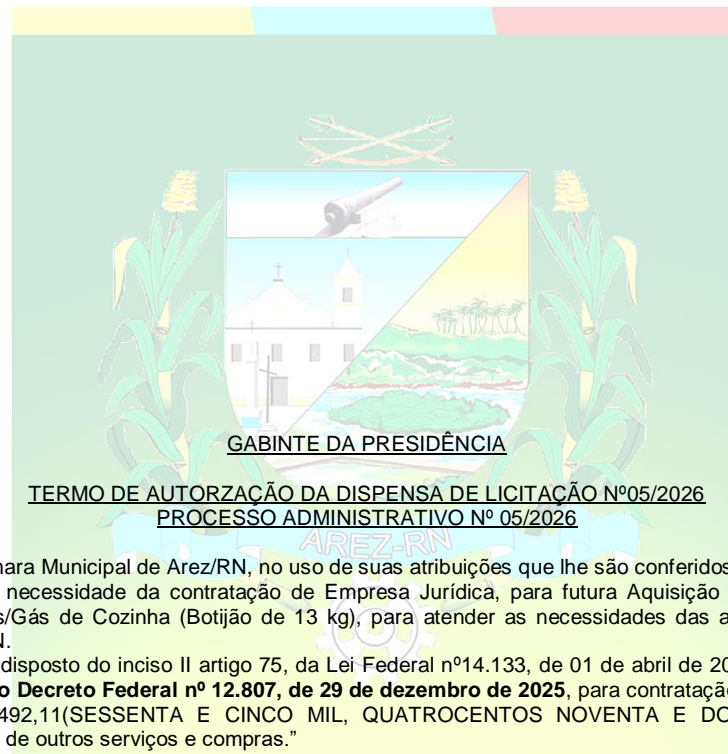 GABINTE DA PRESIDÊNCIA
TERMO DE AUTORZAÇÃO DA DISPENSA DE LICITAÇÃO Nº05/2026
PROCESSO ADMINISTRATIVO Nº 05/2026
AREZ-RN
Municipal de Arez/RN, no uso de suas atribuições que lhe são conferidos
necessidade da contratação de Empresa Jurídica, para futura Aquisição
s/Gás de Cozinha (Botijão de 13 kg), para atender as necessidades das a
N.
disposto do inciso II artigo 75, da Lei Federal nº14.133, de 01 de abril de 20
o Decreto Federal nº 12.807, de 29 de dezembro de 2025, para contratação
492,11(SESSENTA E CINCO MIL, QUATROCENTOS NOVENTA E DO
de outros serviços e compras.”